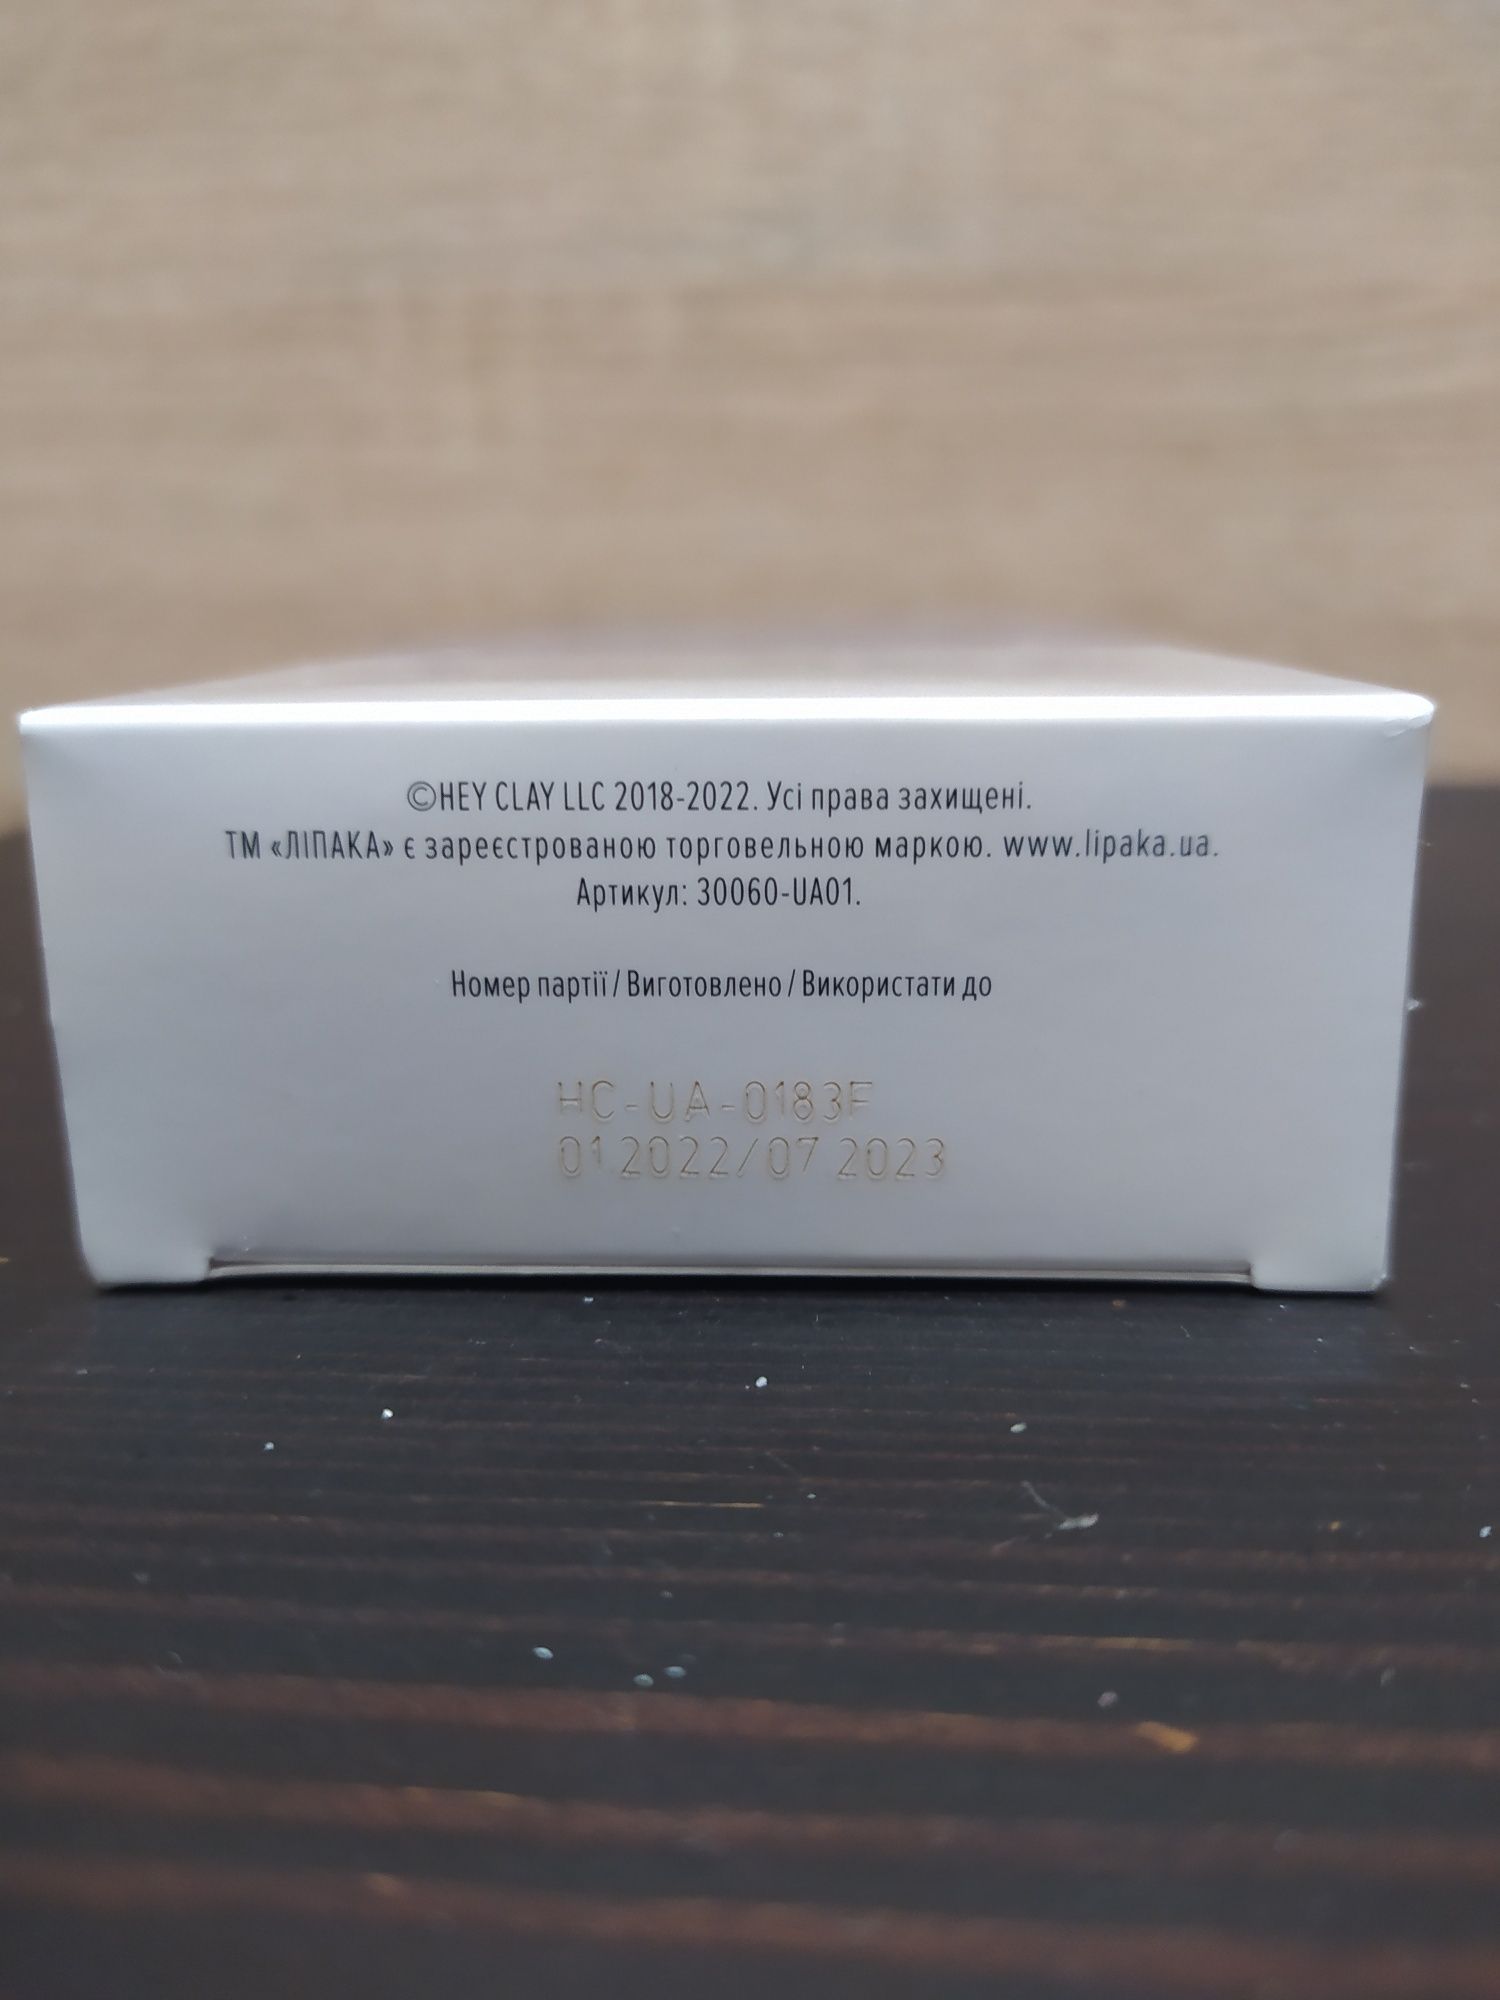 ©HEY CLAY LLC 2018-2022. Усі права захищені.
ТМ «ЛІПАКА» є зареєстрованою торговельною маркою. www.lipaka.ua.
Артикул: 30060-UA01.
Номер партії / Виготовлено / Використати до
HC-UA-0183F
01.2022/07.2023